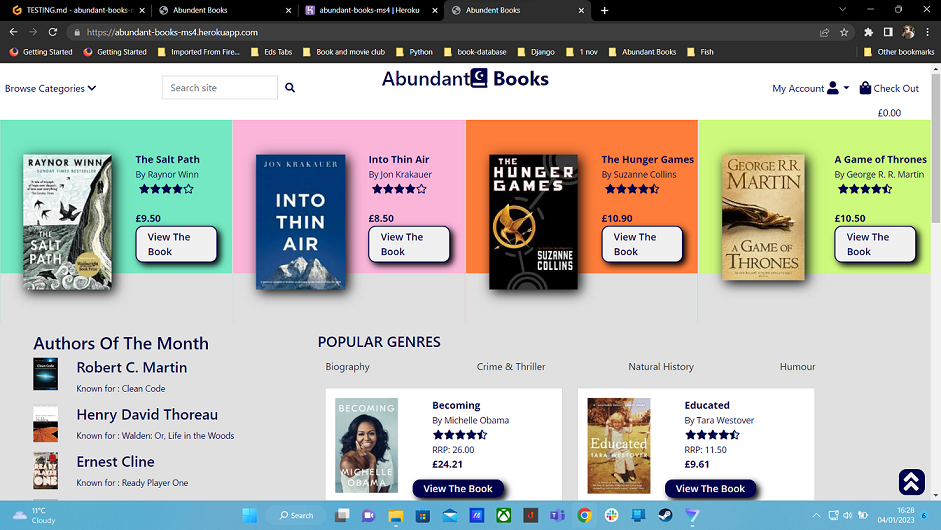 TESTING.md - abundant-books-ms4
Abundent Books
abundant-books-ms4 | Heroku
Abundent Books
https://abundant-books-ms4.herokuapp.com
Getting Started
Getting Started
Imported From Fire...
Eds Tabs
Book and movie club
Python
book-database
Django
1 nov
Abundant Books
Fish
Other bookmarks
Browse Categories
Search site
Abundant Books
My Account
Check Out
£0.00
RAYNOR WINN
THE
SALT
PATH
The Salt Path
By Raynor Winn
£9.50
View The
Book
JON KRAKAUER
INTO
THIN
AIR
Into Thin Air
By Jon Krakauer
£8.50
View The
Book
THE
HUNGER
GAMES
SUZANNE
COLLINS
The Hunger Games
By Suzanne Collins
£10.90
View The
Book
GEORGE R.R.
MARTIN
A GAME OF
THRONES
A Game of Thrones
By George R. R. Martin
£10.50
View The
Book
Authors Of The Month
Robert C. Martin
Known for : Clean Code
Henry David Thoreau
Known for : Walden: Or, Life in the Woods
Ernest Cline
Known for : Ready Player One
POPULAR GENRES
Biography
Crime & Thriller
Natural History
Humour
BECOMING
MICHELLE
OBAMA
Becoming
By Michelle Obama
RRP: 26.00
£24.21
View The Book
Educated
TARA WESTOVER
Educated
By Tara Westover
RRP: 11.50
£9.61
View The Book
11°C
Cloudy
Search
16:28
04/01/2023